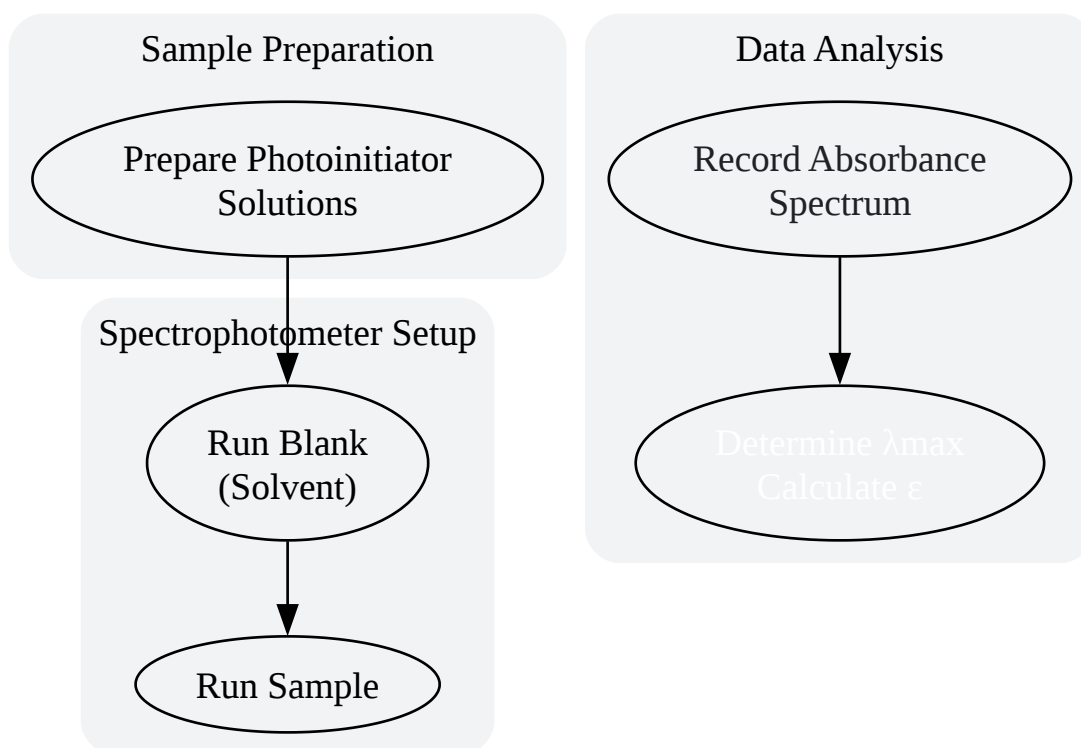 Sample Preparation
Prepare Photoinitiator
Solutions
Spectrophotometer Setup
Run Blank
(Solvent)
Run Sample
Data Analysis
Record Absorbance
Spectrum
Determine λmax
Calculate ε